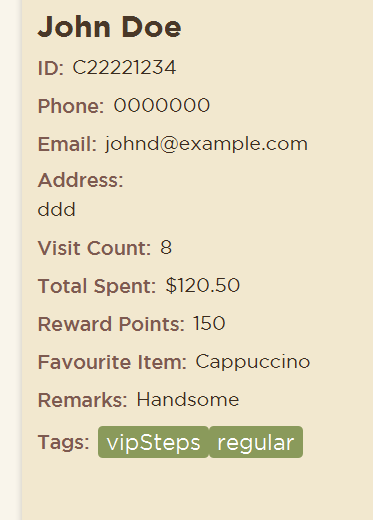 John Doe
ID: C22221234
Phone: 0000000
Email: johnd@example.com
Address:
ddd
Visit Count: 8
Total Spent: $120.50
Reward Points: 150
Favourite Item: Cappuccino
Remarks: Handsome
Tags: vipSteps regular